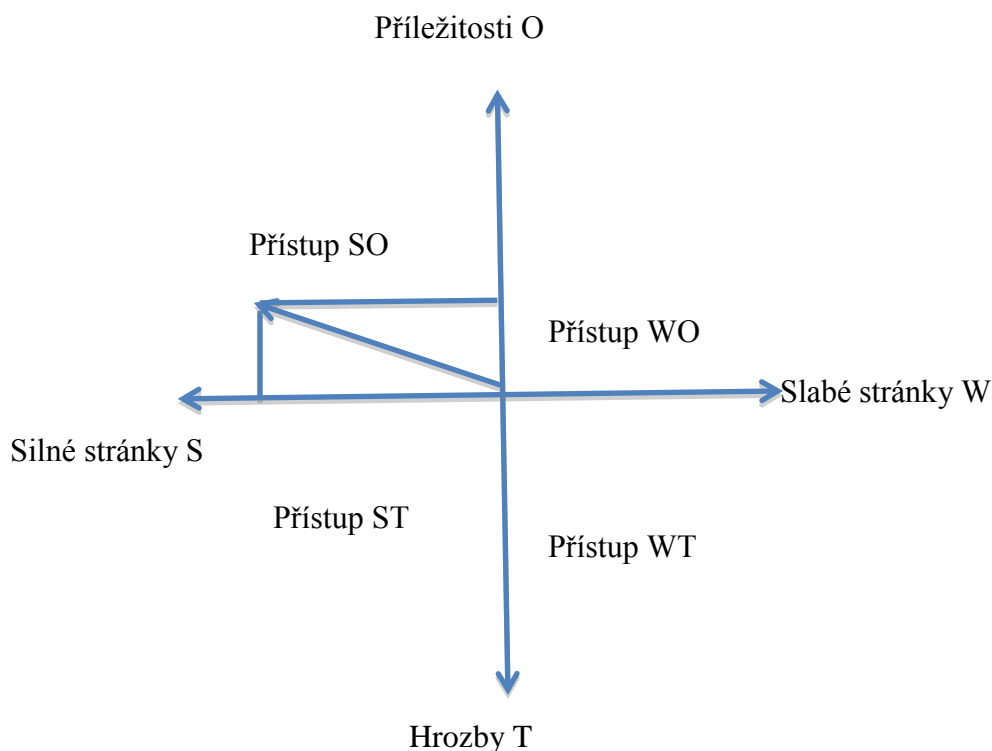 Příležitosti O
Přístup SO
Přístup WO
Slabé stránky W
Silné stránky S
Přístup ST
Přístup WT
Hrozby T